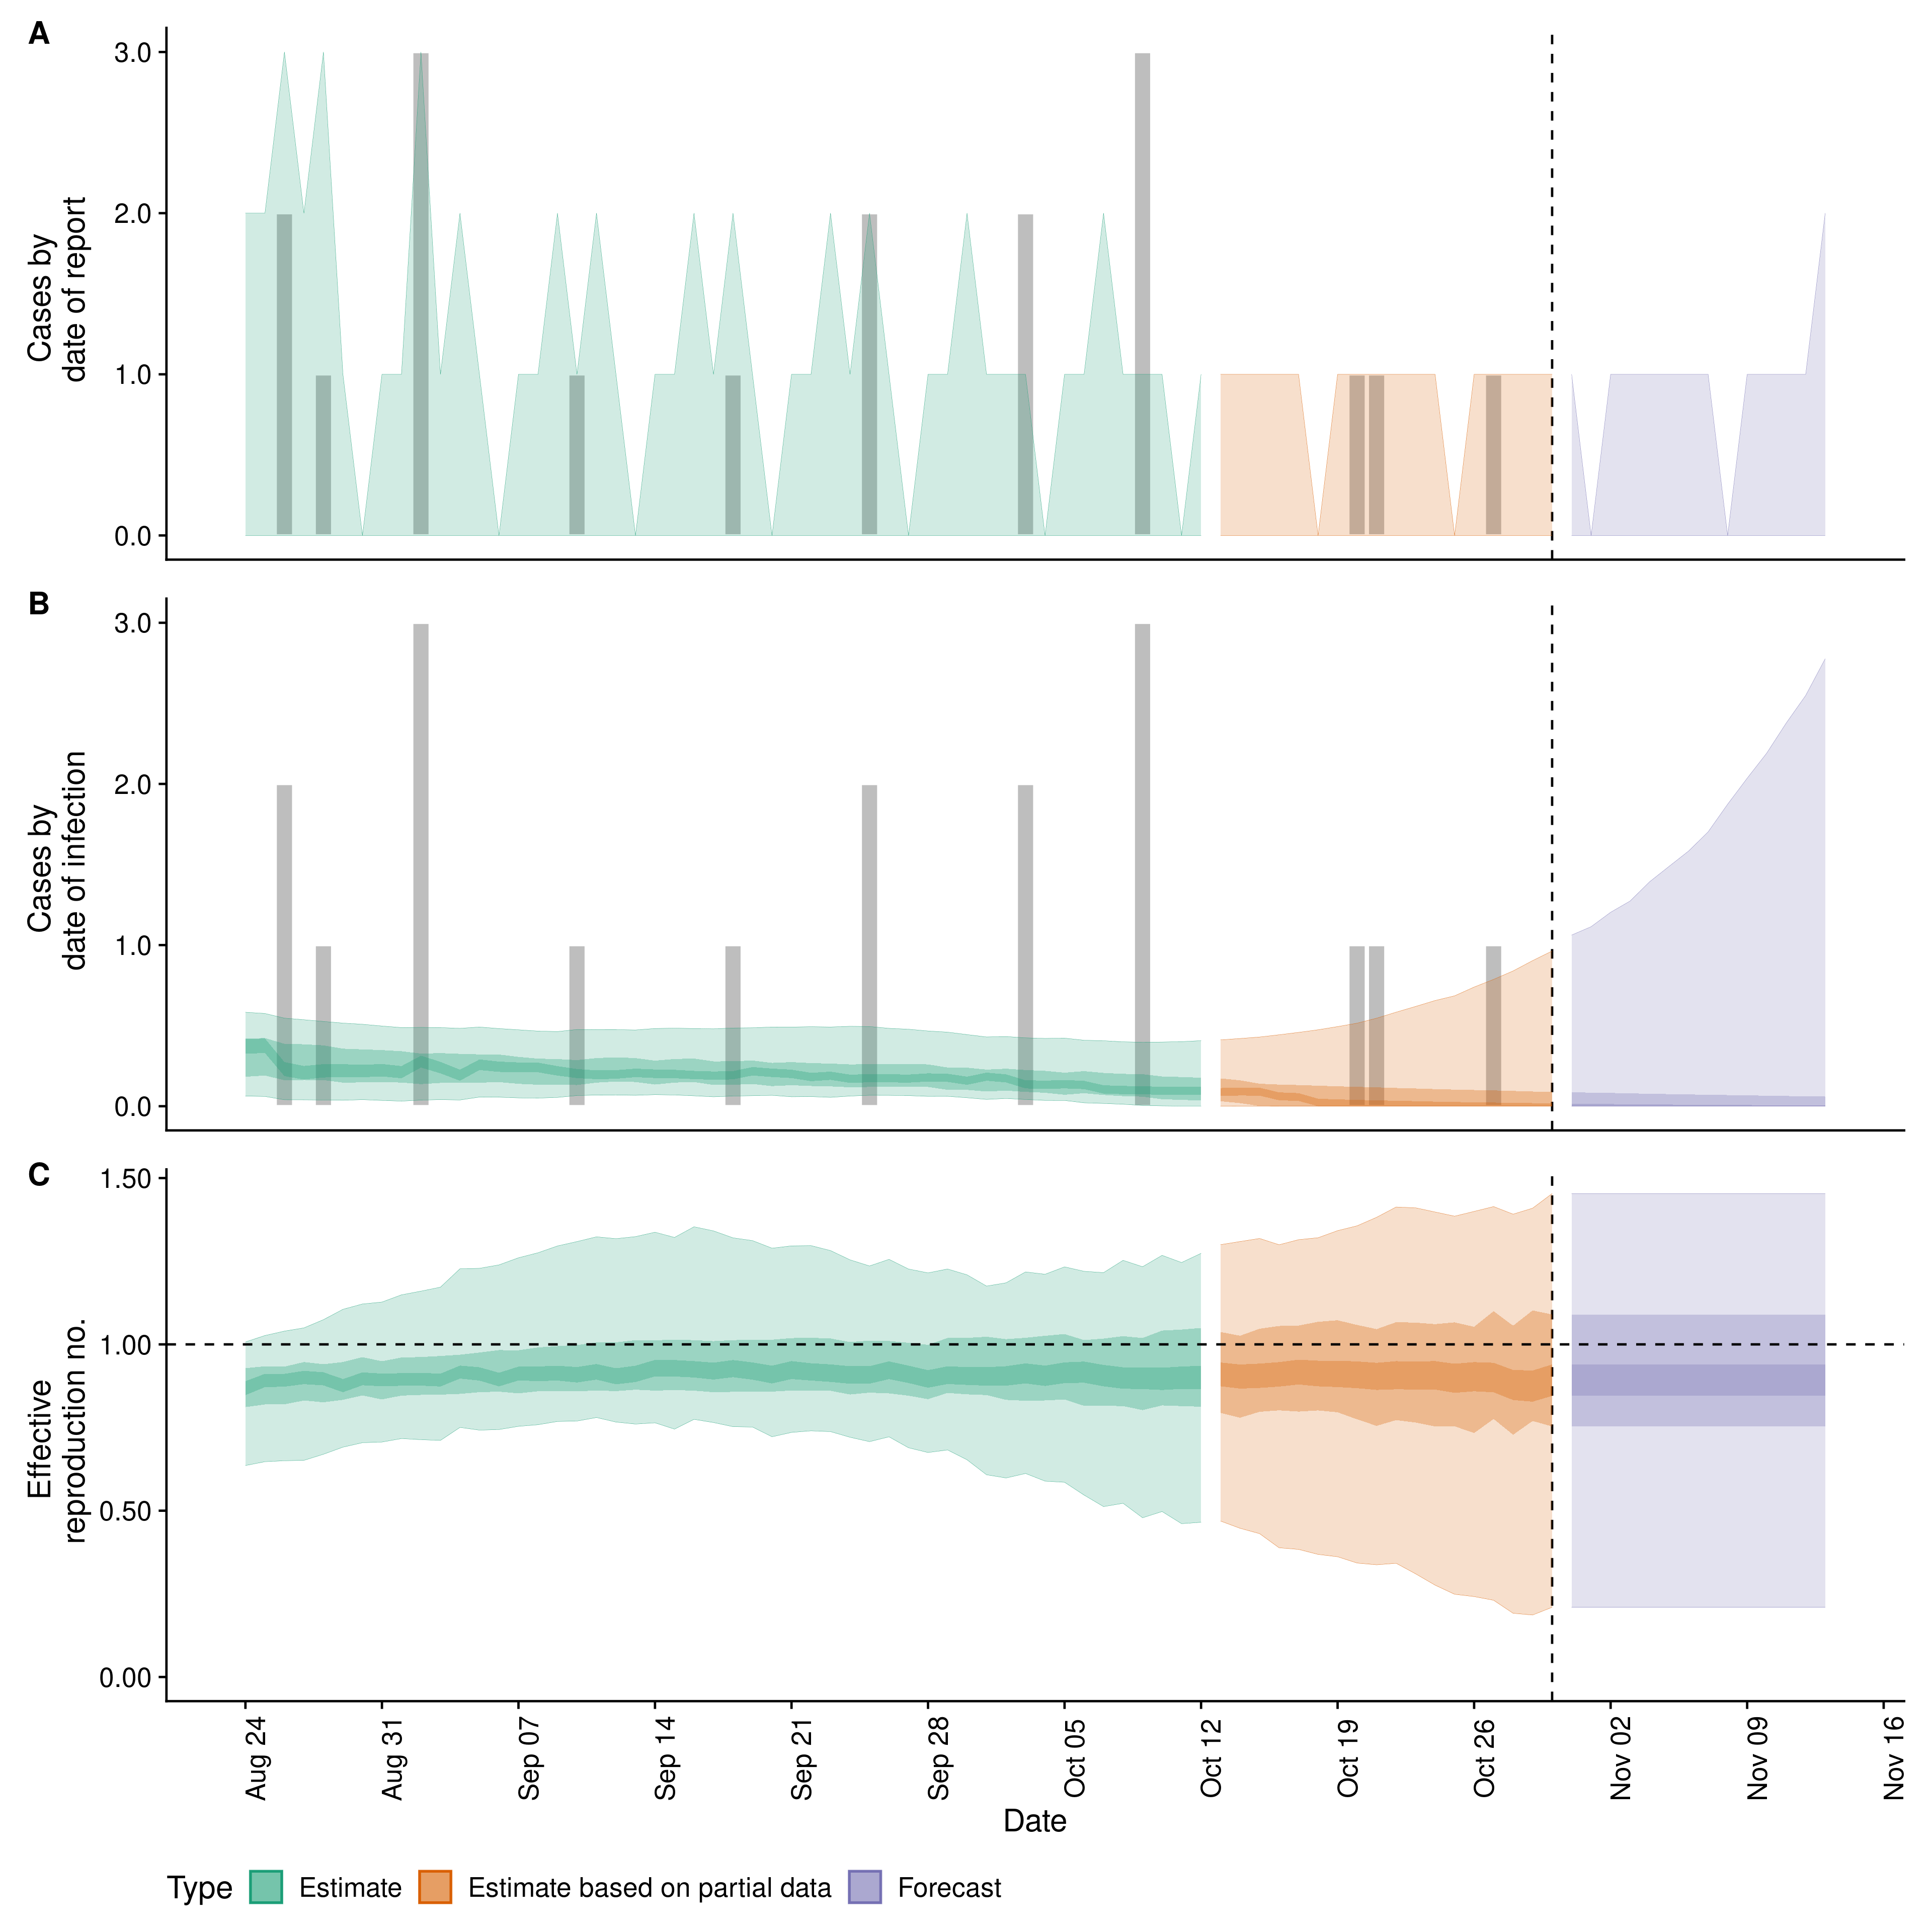 A
3.0
2.0
1.0
0.0
Cases by
date of report
B
3.0
2.0
1.0
0.0
Cases by
date of infection
C
1.50
1.00
0.50
0.00
Effective
reproduction no.
Aug 24
Aug 31
Sep 07
Sep 14
Sep 21
Sep 28
Oct 05
Oct 12
Oct 19
Oct 26
Nov 02
Nov 09
Nov 16
Date
Type Estimate Estimate based on partial data Forecast